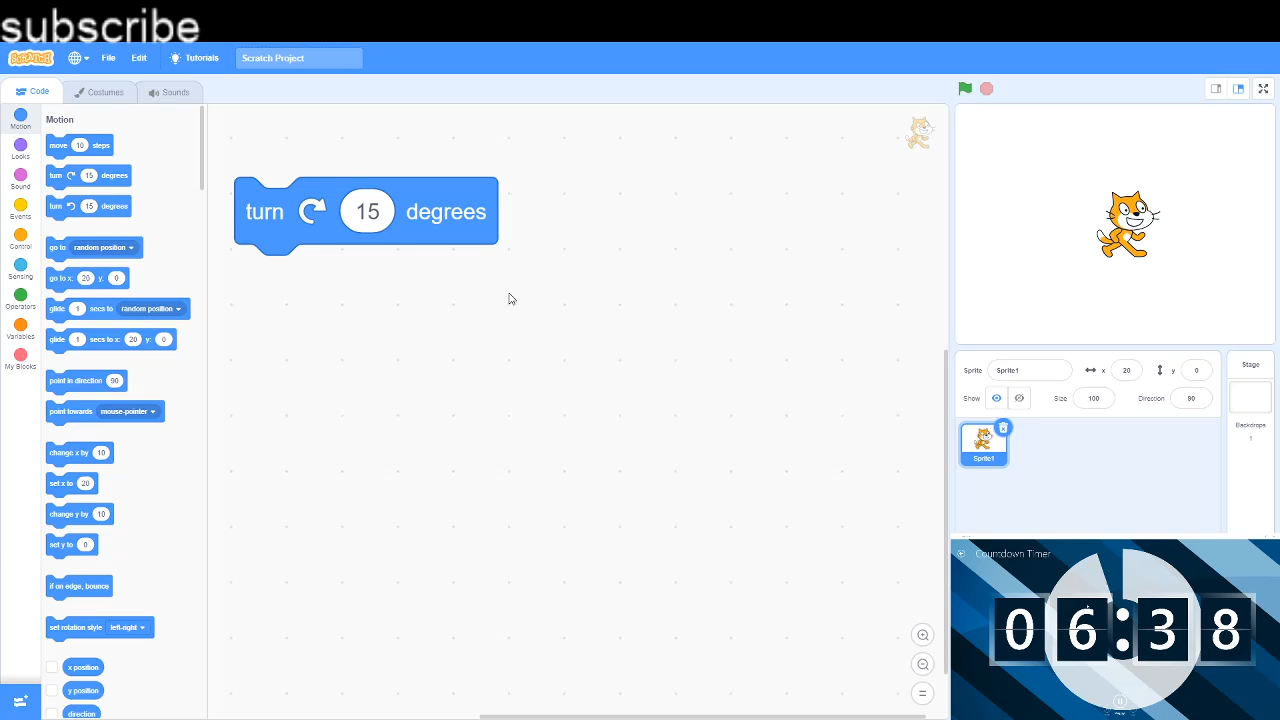 subscribe
SCRATCH
File
Edit
Tutorials
Scratch Project
Code
Costumes
Sounds
Motion
Looks
Sound
Events
Control
Sensing
Operators
Variables
My Blocks
Motion
move 10 steps
turn 15 degrees
turn 15 degrees
go to random position
go to x: 20 y: 0
glide 1 secs to random position
glide 1 secs to x: 20 y: 0
point in direction 90
point towards mouse-pointer
change x by 10
set x to 20
change y by 10
set y to 0
if on edge, bounce
set rotation style left-right
x position
y position
direction
turn 15 degrees
Sprite Sprite1 x 20 y 0
Show Size 100 Direction 90
Sprite1
Stage
Backdrops
1
Countdown Timer
06:38